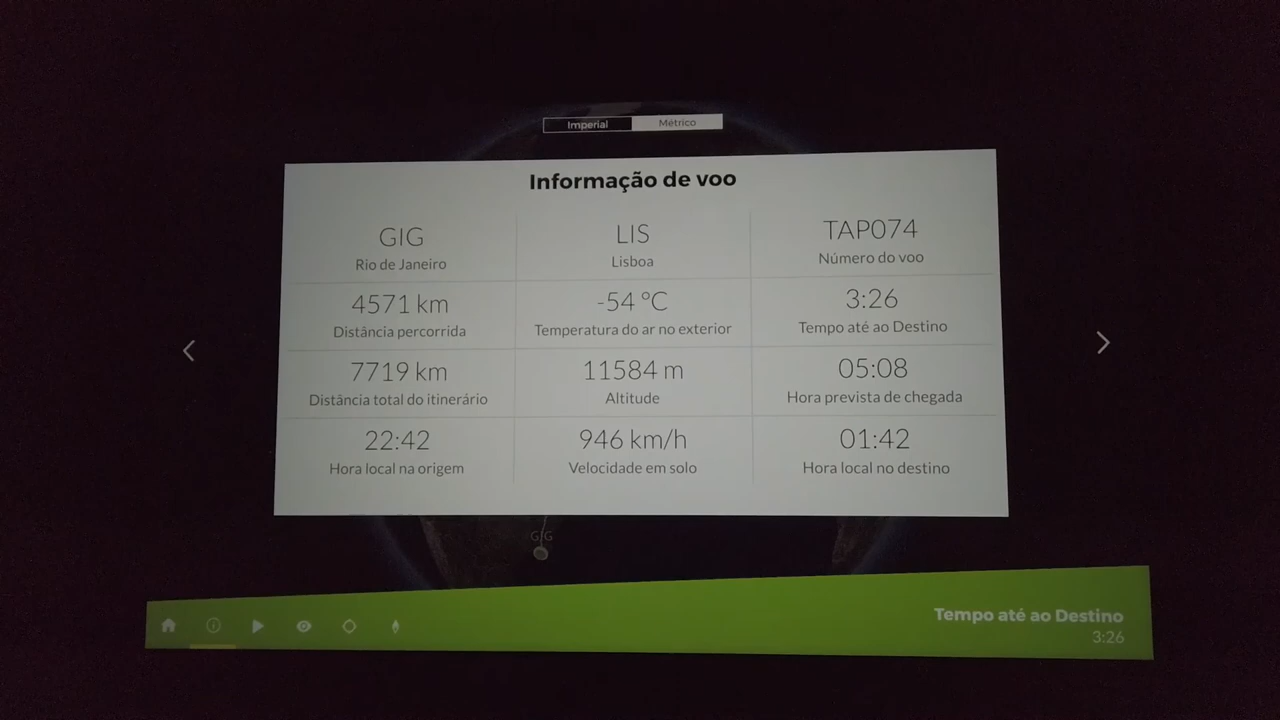 Imperial Métrico
Informação de voo
GIG LIS TAP074
Rio de Janeiro Lisboa Número do voo
4571 km -54 ºC 3:26
Distância percorrida Temperatura do ar no exterior Tempo até ao Destino
7719 km 11584 m 05:08
Distância total do itinerário Altitude Hora prevista de chegada
22:42 946 km/h 01:42
Hora local na origem Velocidade em solo Hora local no destino
GIG
Tempo até ao Destino
3:26